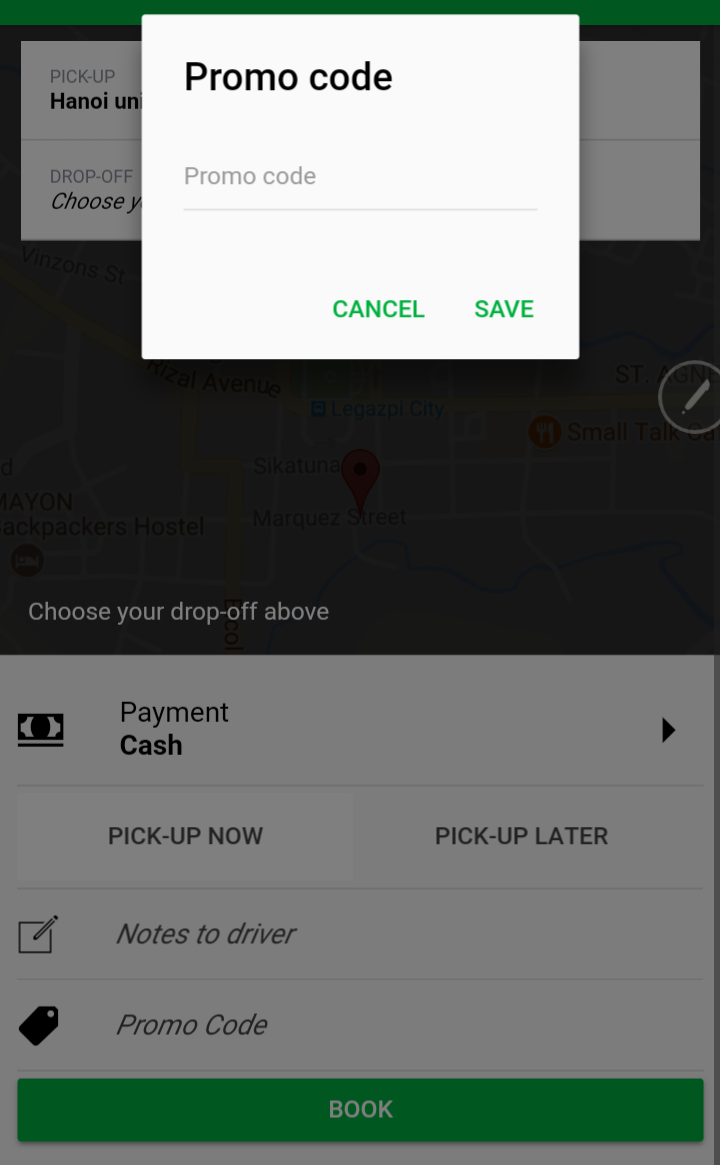 Promo code
Promo code
CANCEL
SAVE
PICK-UP
Hanoi uni
DROP-OFF
Choose y
Vinzons St
Rizal Avenue
ST. AGN
Legazpi City
Small Talk Ca
Sikatuna
d
MAYON
Backpackers Hostel
Marquez Street
Choose your drop-off above
Payment
Cash
PICK-UP NOW
PICK-UP LATER
Notes to driver
Promo Code
BOOK